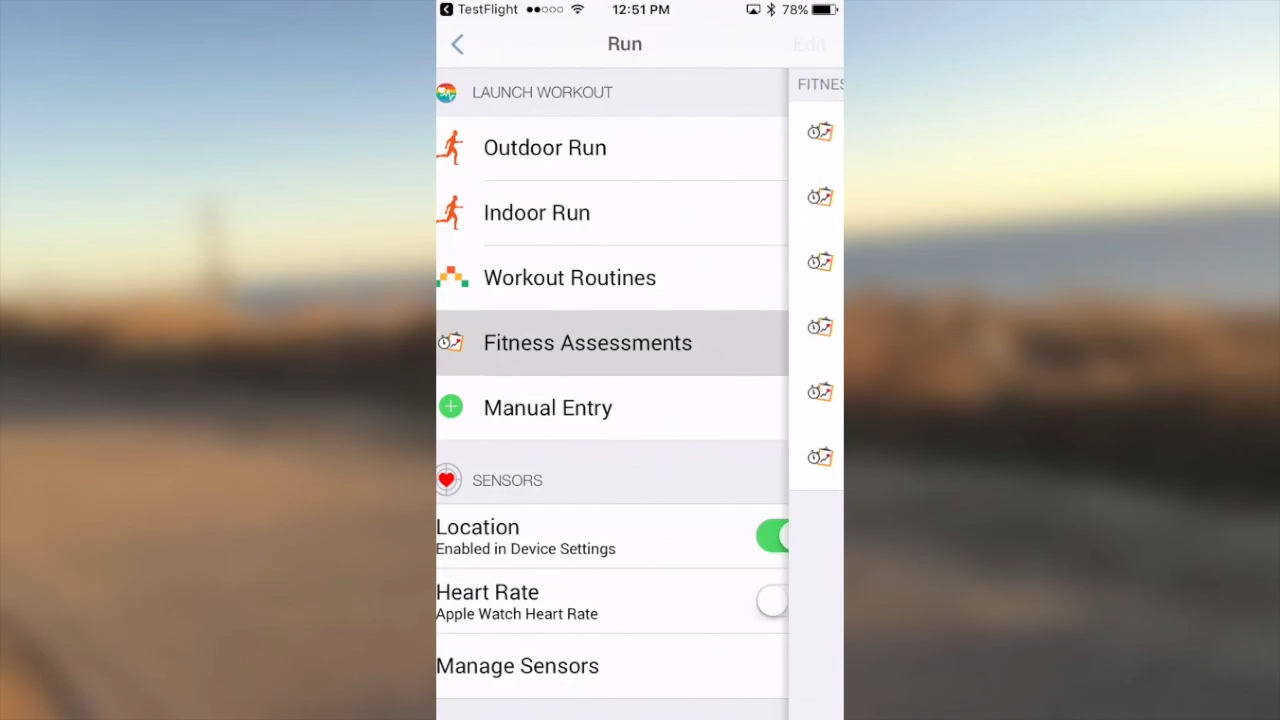 TestFlight 12:51 PM 78%
Run Edit
LAUNCH WORKOUT
FITNES
Outdoor Run
Indoor Run
Workout Routines
Fitness Assessments
Manual Entry
SENSORS
Location
Enabled in Device Settings
Heart Rate
Apple Watch Heart Rate
Manage Sensors